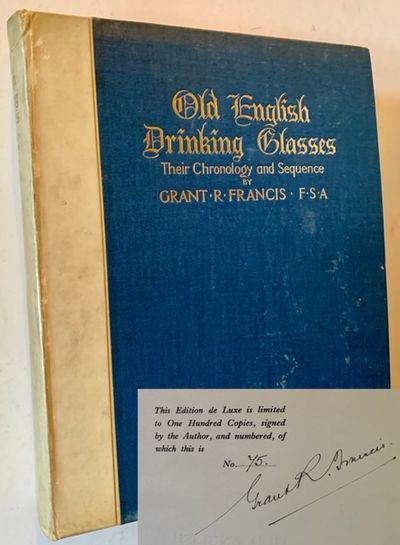 Old English
Drinking Glasses
Their Chronology and Sequence
BY
GRANT·R·FRANCIS·F·S·A
This Edition de Luxe is limited
to One Hundred Copies, signed
by the Author, and numbered, of
which this is
No. 75.
Grant R. Francis.